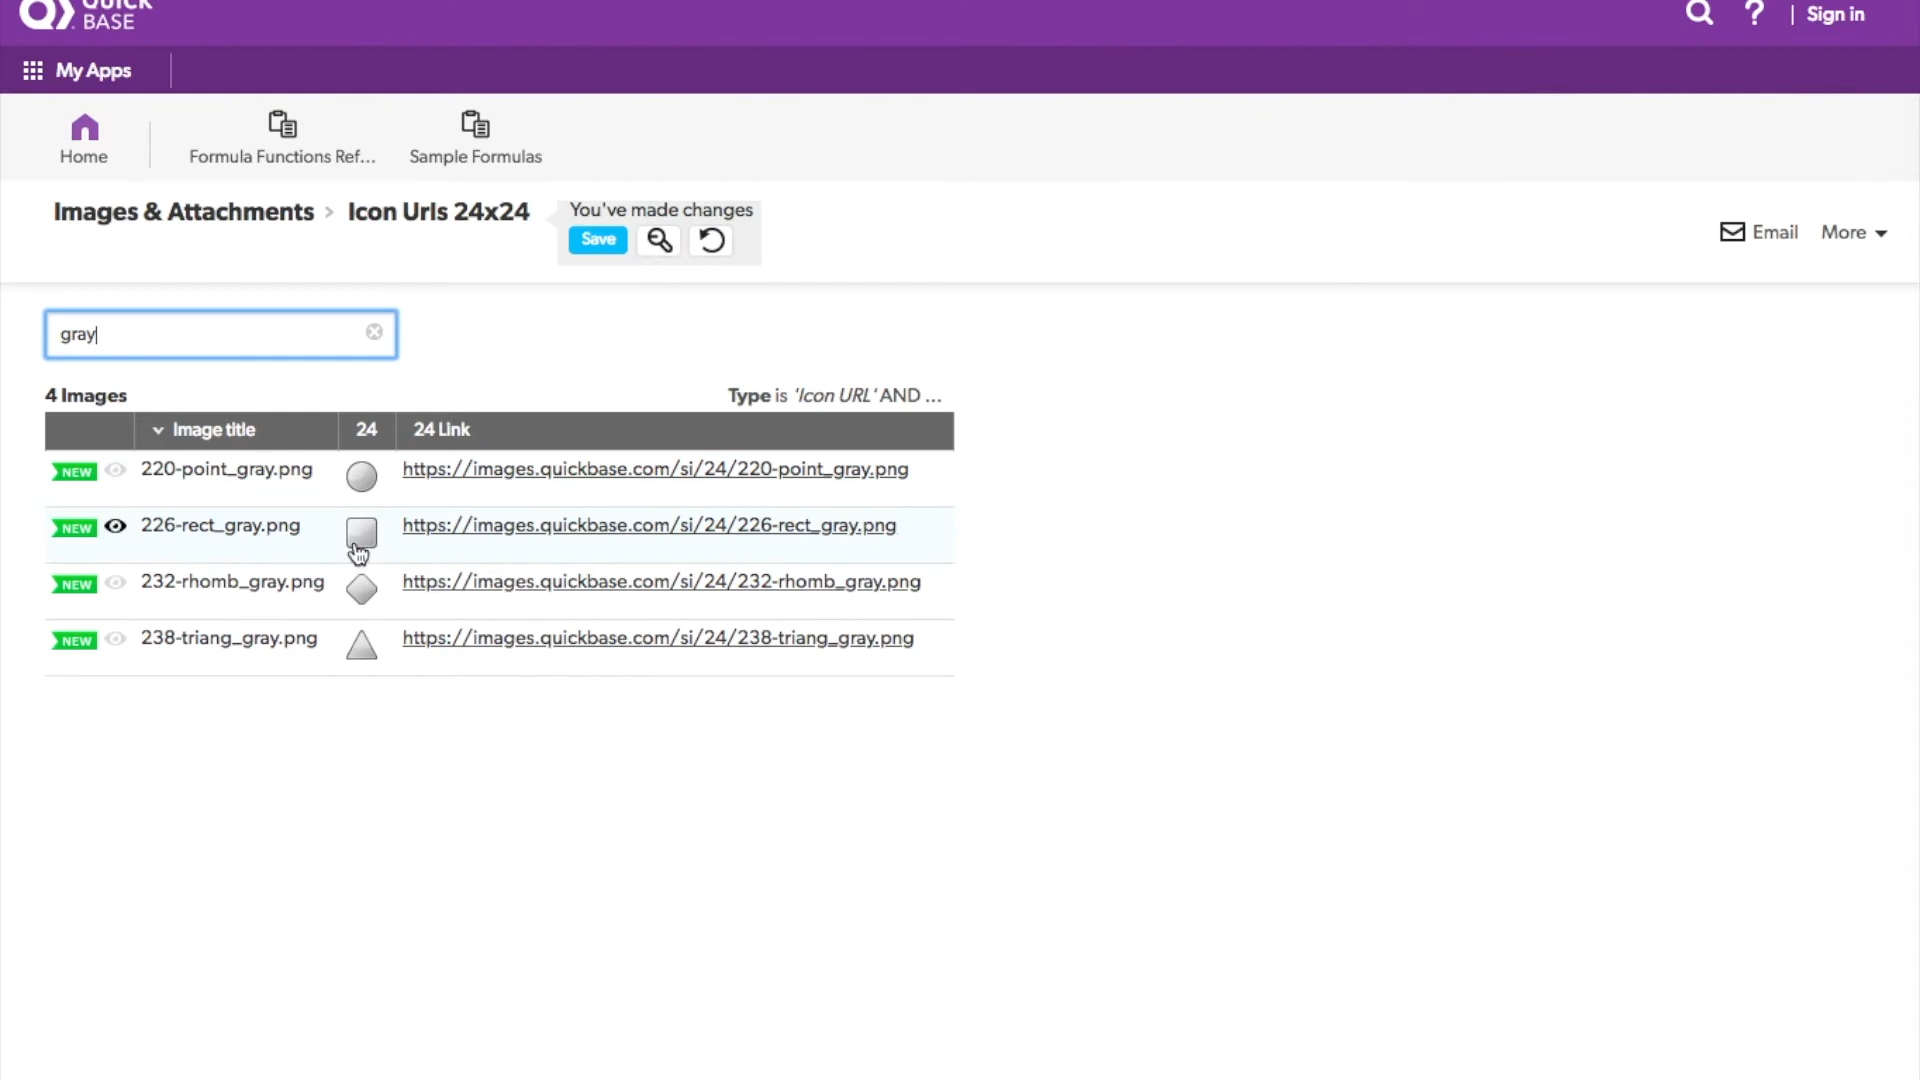 QUICK
BASE
Sign in
My Apps
Home
Formula Functions Ref...
Sample Formulas
Images & Attachments > Icon Urls 24x24
You've made changes
Save
Email
More
gray
4 Images
Type is 'Icon URL' AND ...
Image title 24 24 Link
NEW 220-point_gray.png https://images.quickbase.com/si/24/220-point_gray.png
NEW 226-rect_gray.png https://images.quickbase.com/si/24/226-rect_gray.png
NEW 232-rhomb_gray.png https://images.quickbase.com/si/24/232-rhomb_gray.png
NEW 238-triang_gray.png https://images.quickbase.com/si/24/238-triang_gray.png